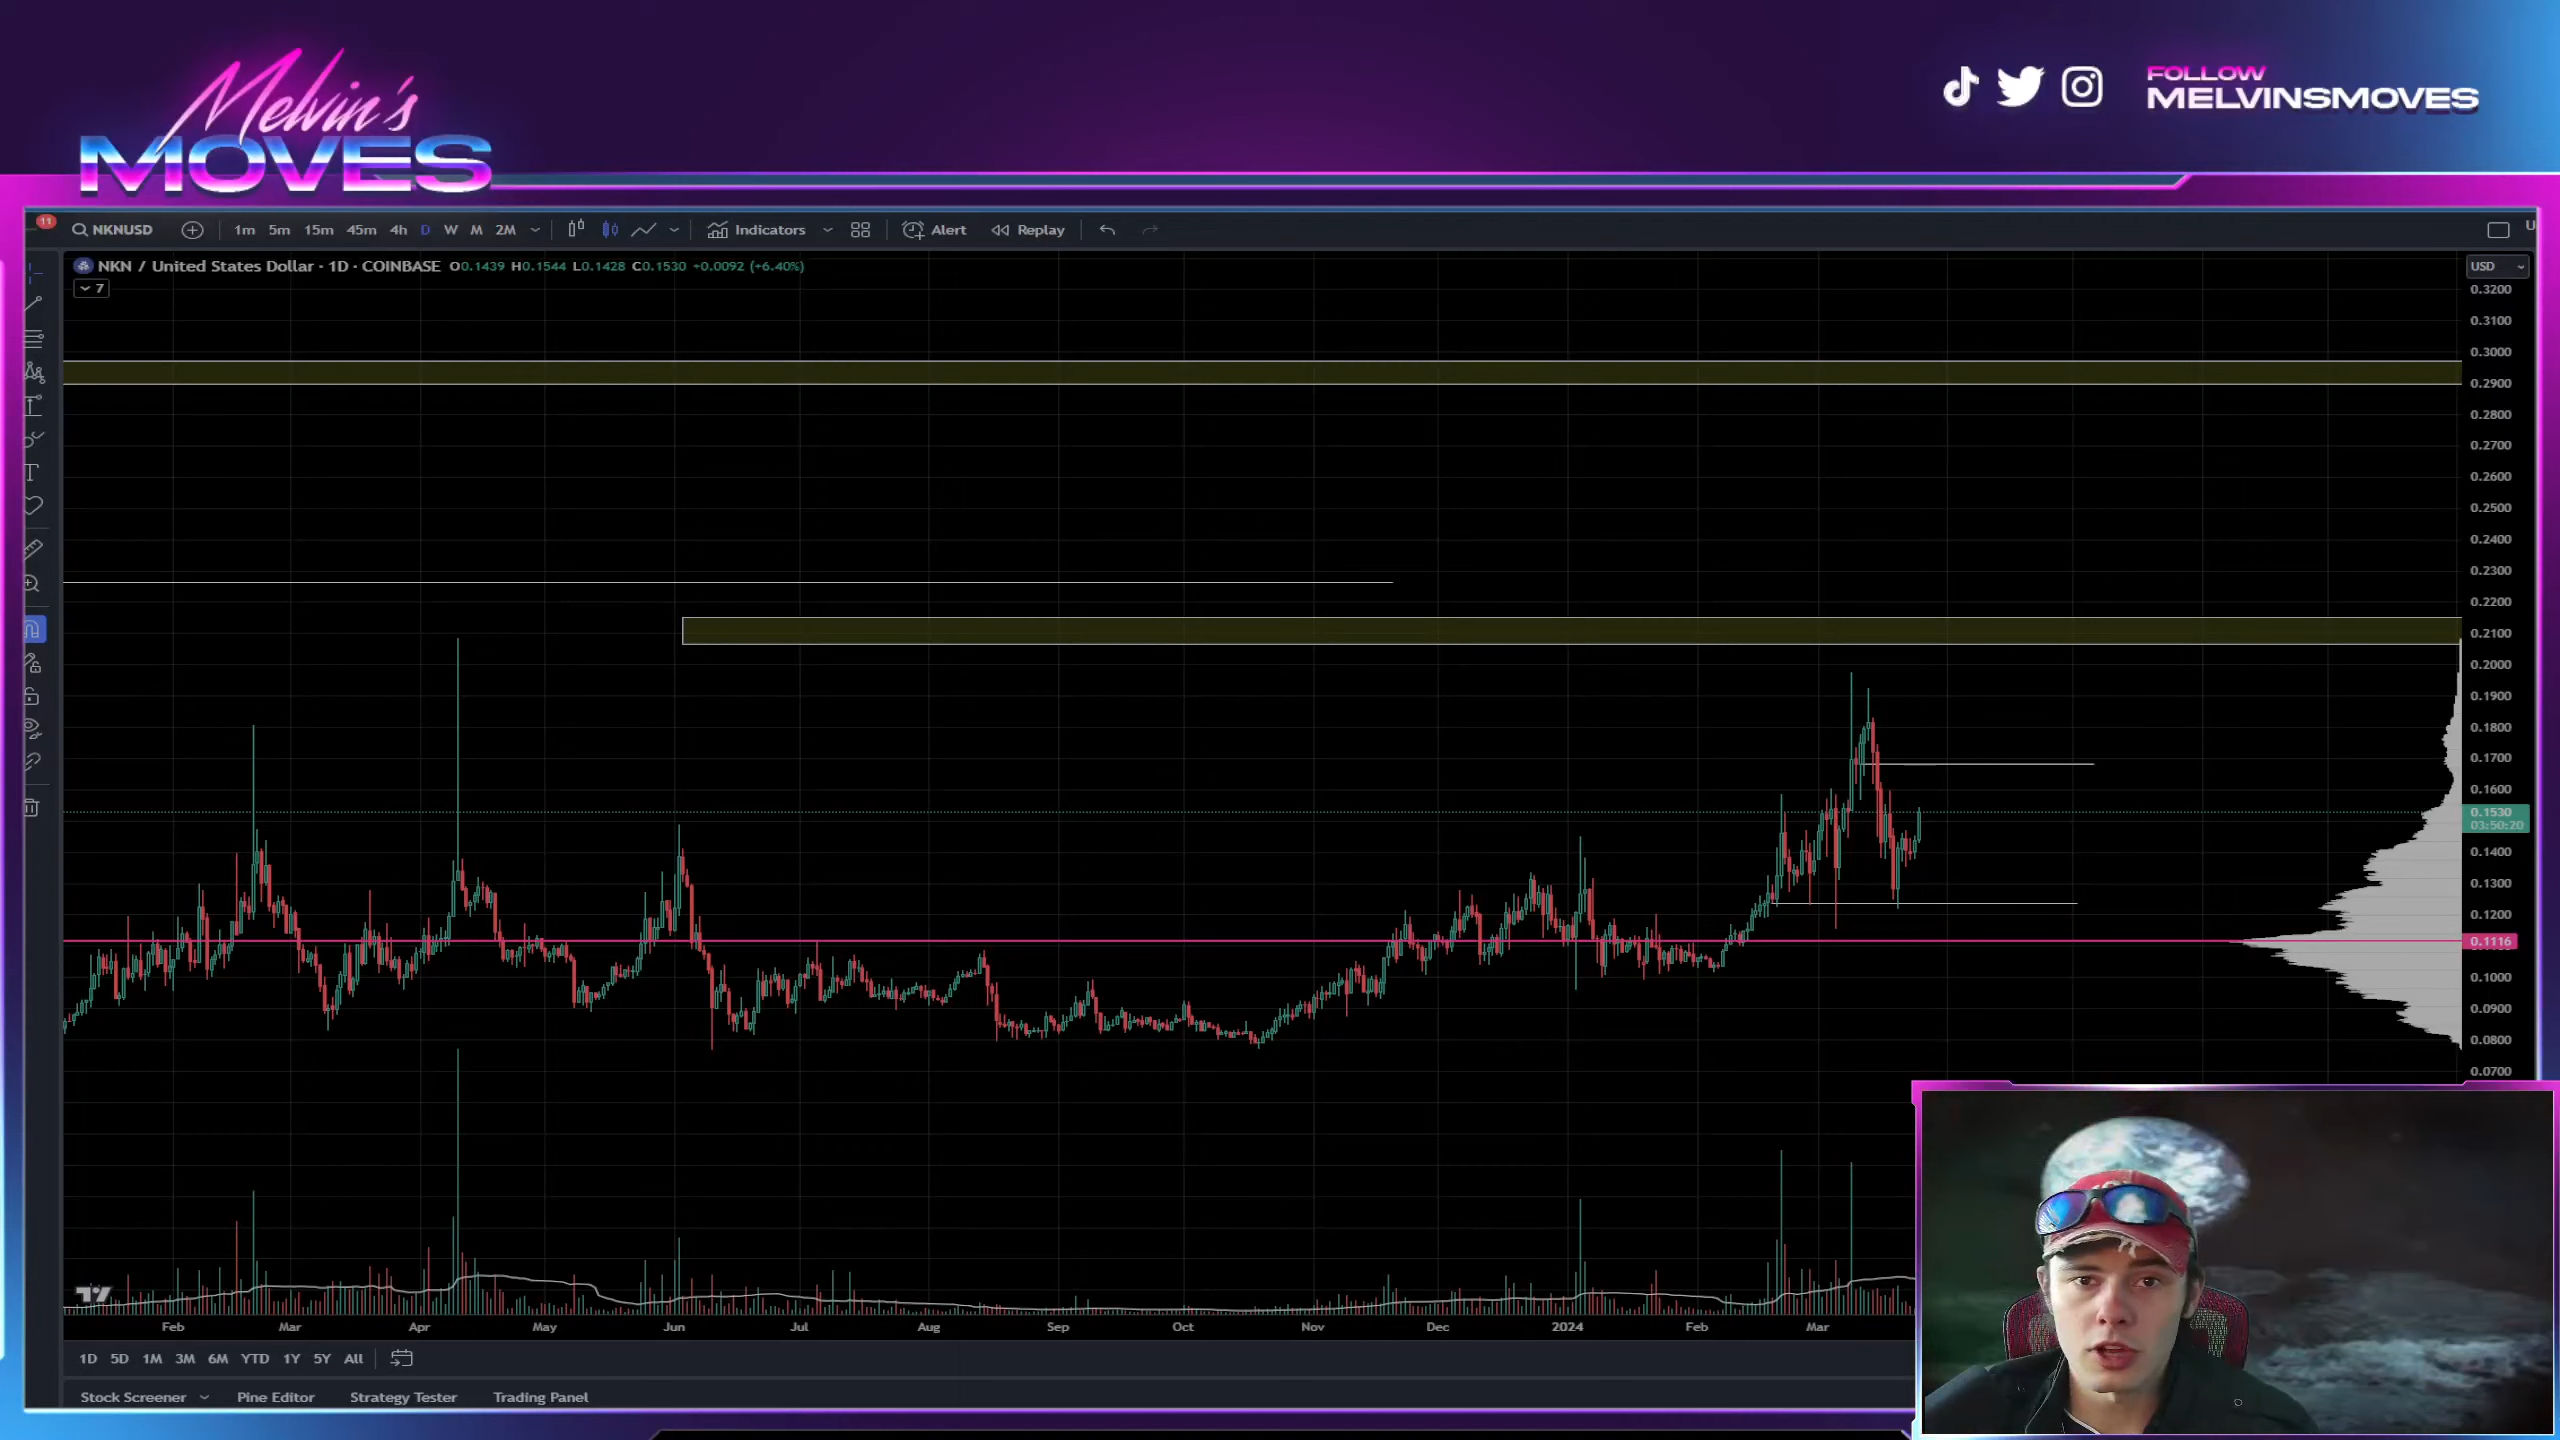 Melvin's
MOVES
FOLLOW
MELVINSMOVES
11
NKNUSD
1m 5m 15m 45m 4h D W M 2M
Indicators
Alert
Replay
U
NKN / United States Dollar · 1D · COINBASE O0.1439 H0.1544 L0.1428 C0.1530 +0.0092 (+6.40%)
7
USD
0.3200
0.3100
0.3000
0.2900
0.2800
0.2700
0.2600
0.2500
0.2400
0.2300
0.2200
0.2100
0.2000
0.1900
0.1800
0.1700
0.1600
0.1530
03:50:20
0.1400
0.1300
0.1200
0.1116
0.1000
0.0900
0.0800
0.0700
Feb Mar Apr May Jun Jul Aug Sep Oct Nov Dec 2024 Feb Mar
1D 5D 1M 3M 6M YTD 1Y 5Y All
Stock Screener Pine Editor Strategy Tester Trading Panel